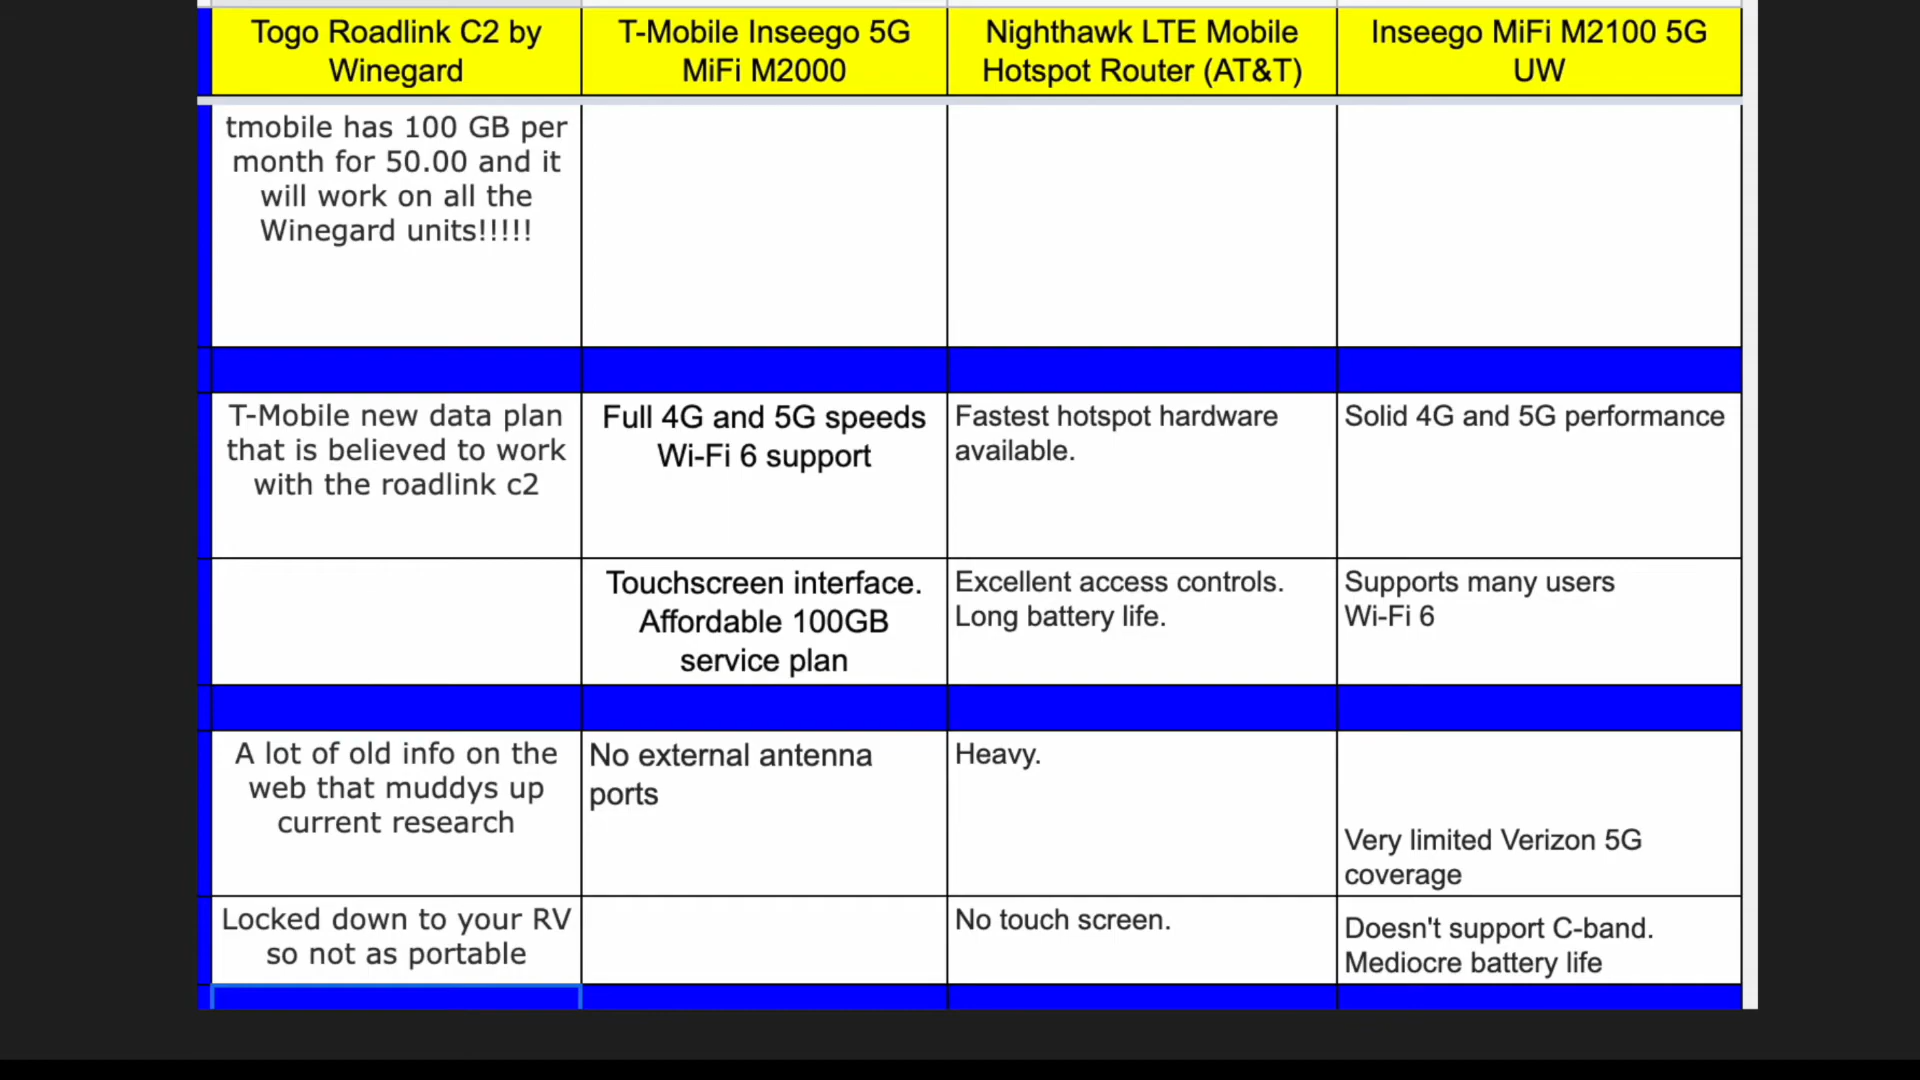 Togo Roadlink C2 by
Winegard
T-Mobile Inseego 5G
MiFi M2000
Nighthawk LTE Mobile
Hotspot Router (AT&T)
Inseego MiFi M2100 5G
UW
tmobile has 100 GB per
month for 50.00 and it
will work on all the
Winegard units!!!!!
T-Mobile new data plan
that is believed to work
with the roadlink c2
Full 4G and 5G speeds
Wi-Fi 6 support
Fastest hotspot hardware
available.
Solid 4G and 5G performance
Touchscreen interface.
Affordable 100GB
service plan
Excellent access controls.
Long battery life.
Supports many users
Wi-Fi 6
A lot of old info on the
web that muddys up
current research
No external antenna
ports
Heavy.
Very limited Verizon 5G
coverage
Locked down to your RV
so not as portable
No touch screen.
Doesn't support C-band.
Mediocre battery life